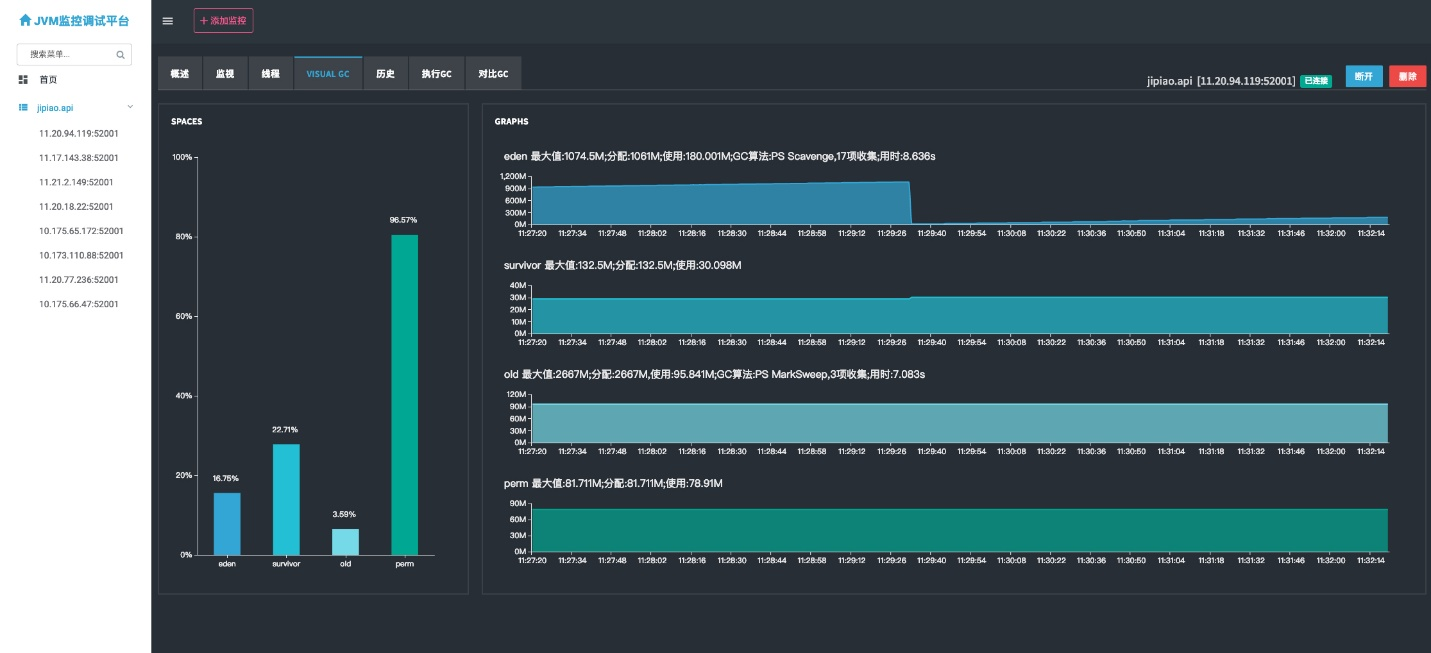 JVM监控调试平台
+ 添加监控
搜索菜单...
首页
jipiao.api
11.20.94.119:52001
11.17.143.38:52001
11.21.2.149:52001
11.20.18.22:52001
10.175.65.172:52001
10.173.110.88:52001
11.20.77.236:52001
10.175.66.47:52001
概述 监视 线程 VISUAL GC 历史 执行GC 对比GC
jipiao.api [11.20.94.119:52001] 已连接 断开 删除
SPACES
100%
80%
60%
40%
20%
0%
16.75%
22.71%
3.59%
96.57%
eden survivor old perm
GRAPHS
eden 最大值:1074.5M;分配:1061M;使用:180.001M;GC算法:PS Scavenge,17项收集;用时:8.636s
1,200M
900M
600M
300M
0M
11:27:20 11:27:34 11:27:48 11:28:02 11:28:16 11:28:30 11:28:44 11:28:58 11:29:12 11:29:26 11:29:40 11:29:54 11:30:08 11:30:22 11:30:36 11:30:50 11:31:04 11:31:18 11:31:32 11:31:46 11:32:00 11:32:14
survivor 最大值:132.5M;分配:132.5M;使用:30.098M
40M
30M
20M
10M
0M
11:27:20 11:27:34 11:27:48 11:28:02 11:28:16 11:28:30 11:28:44 11:28:58 11:29:12 11:29:26 11:29:40 11:29:54 11:30:08 11:30:22 11:30:36 11:30:50 11:31:04 11:31:18 11:31:32 11:31:46 11:32:00 11:32:14
old 最大值:2667M;分配:2667M,使用:95.841M;GC算法:PS MarkSweep,3项收集;用时:7.083s
120M
90M
60M
30M
0M
11:27:20 11:27:34 11:27:48 11:28:02 11:28:16 11:28:30 11:28:44 11:28:58 11:29:12 11:29:26 11:29:40 11:29:54 11:30:08 11:30:22 11:30:36 11:30:50 11:31:04 11:31:18 11:31:32 11:31:46 11:32:00 11:32:14
perm 最大值:81.711M;分配:81.711M;使用:78.91M
90M
60M
30M
0M
11:27:20 11:27:34 11:27:48 11:28:02 11:28:16 11:28:30 11:28:44 11:28:58 11:29:12 11:29:26 11:29:40 11:29:54 11:30:08 11:30:22 11:30:36 11:30:50 11:31:04 11:31:18 11:31:32 11:31:46 11:32:00 11:32:14